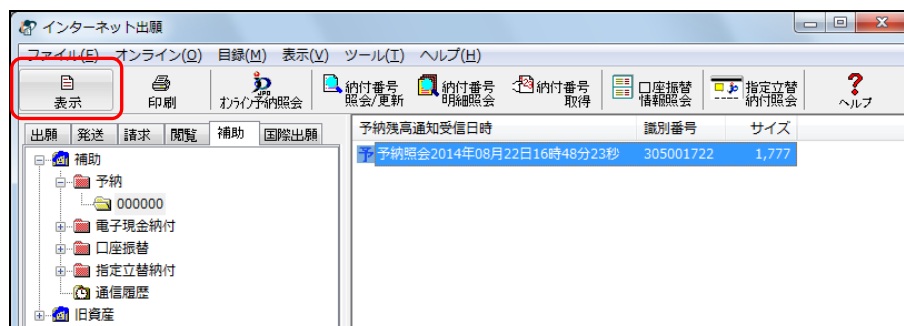 インターネット出願
ファイル(F) オンライン(O) 目録(M) 表示(V) ツール(T) ヘルプ(H)
表示 印刷 オンライン予納照会 納付番号照会/更新 納付番号明細照会 納付番号取得 口座振替情報照会 指定立替納付照会 ヘルプ
出願 発送 請求 閲覧 補助 国際出願
予納残高通知受信日時 識別番号 サイズ
予 予納照会2014年08月22日16時48分23秒 305001722 1,777
補助
予納
000000
電子現金納付
口座振替
指定立替納付
通信履歴
旧資産